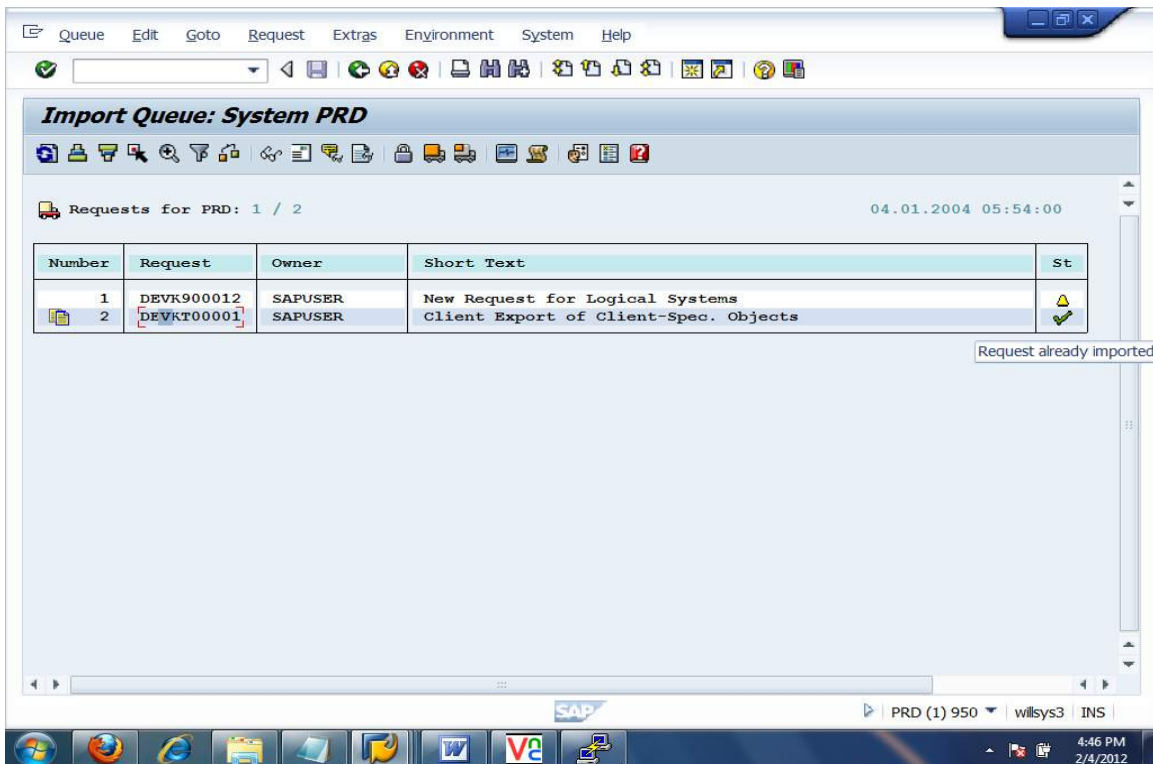 Queue Edit Goto Request Extras Environment System Help
Import Queue: System PRD
Requests for PRD: 1 / 2 04.01.2004 05:54:00
Number Request Owner Short Text St
1 DEVK900012 SAPUSER New Request for Logical Systems
2 DEVKT00001 SAPUSER Client Export of Client-Spec. Objects
Request already imported
SAP PRD (1) 950 willsys3 INS
4:46 PM
2/4/2012